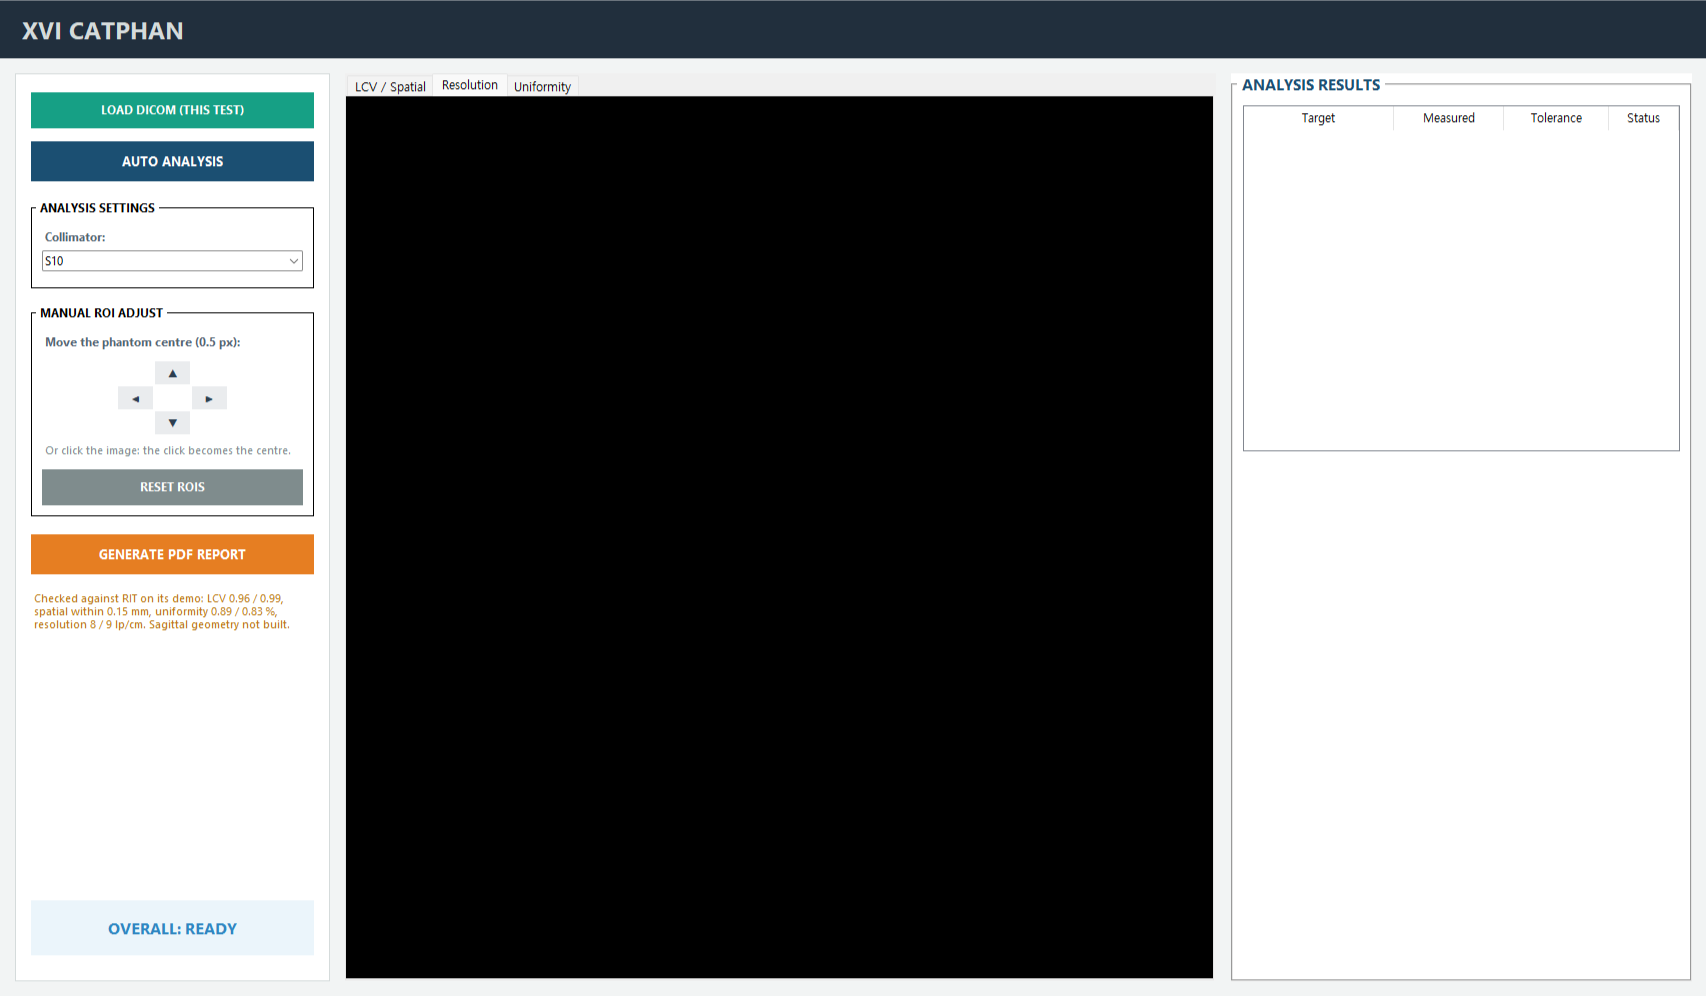 XVI CATPHAN
LOAD DICOM (THIS TEST)
AUTO ANALYSIS
ANALYSIS SETTINGS
Collimator:
S10
MANUAL ROI ADJUST
Move the phantom centre (0.5 px):
▲
◄ ►
▼
Or click the image: the click becomes the centre.
RESET ROIS
GENERATE PDF REPORT
Checked against RIT on its demo: LCV 0.96 / 0.99,
spatial within 0.15 mm, uniformity 0.89 / 0.83 %,
resolution 8 / 9 lp/cm. Sagittal geometry not built.
OVERALL: READY
LCV / Spatial Resolution Uniformity
ANALYSIS RESULTS
Target Measured Tolerance Status